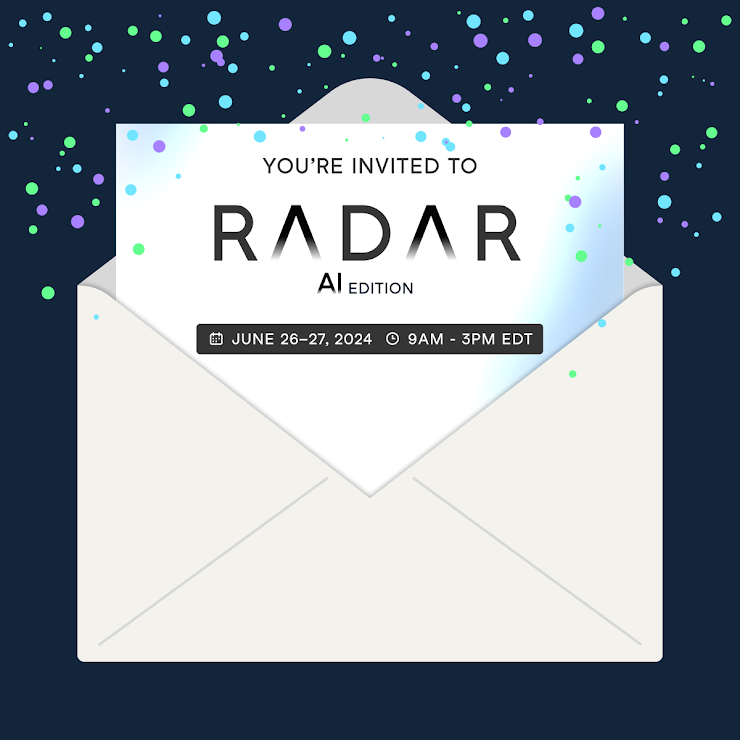 YOU'RE INVITED TO
RADAR
AI EDITION
JUNE 26–27, 2024 9AM - 3PM EDT